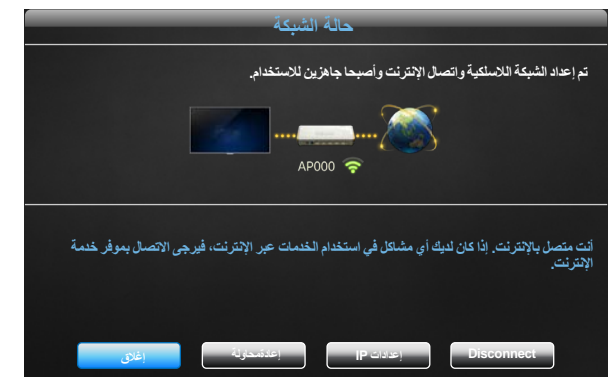 حالة الشبكة
تم إعداد الشبكة اللاسلكية واتصال الإنترنت وأصبحا جاهزين للاستخدام.
AP000
أنت متصل بالإنترنت. إذا كان لديك أي مشاكل في استخدام الخدمات عبر الإنترنت، فيرجى الاتصال بموفر خدمة
الإنترنت.
Disconnect
إعدادات IP
إعادةمحاولة
إغلاق